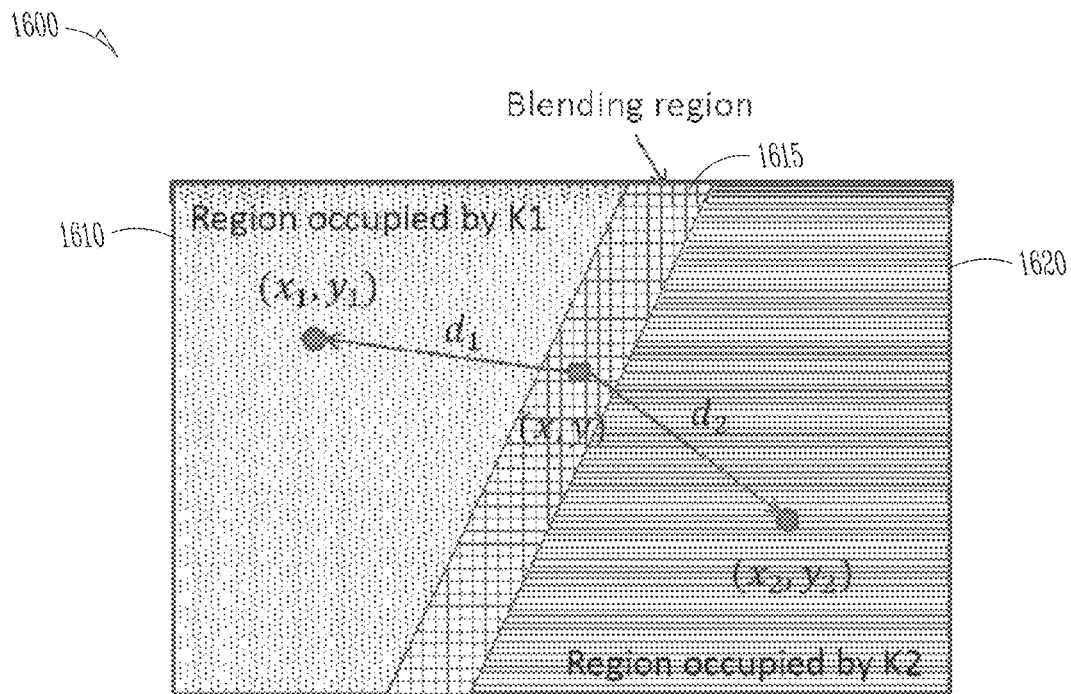 1600
Blending region
1615
Region occupied by K1
1610
1620
(x₁, y₁)
d₁
(x, y)
d₂
(x₂, y₂)
Region occupied by K2